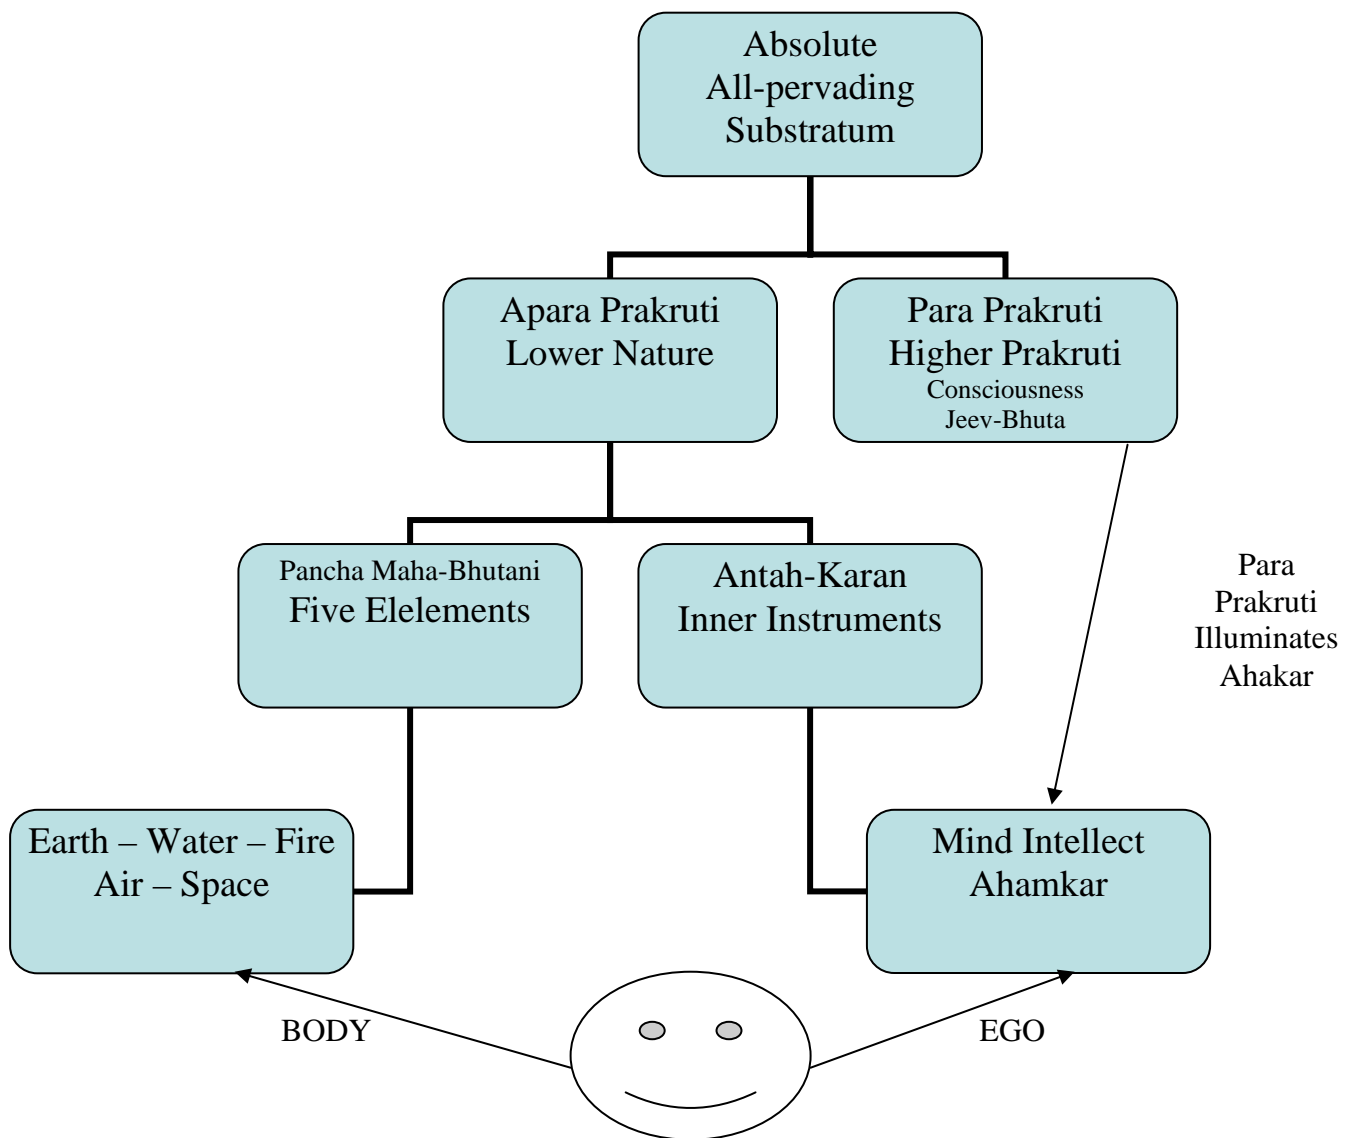 Absolute
All-pervading
Substratum
Apara Prakruti
Lower Nature
Para Prakruti
Higher Prakruti
Consciousness
Jeev-Bhuta
Pancha Maha-Bhutani
Five Elelements
Antah-Karan
Inner Instruments
Para
Prakruti
Illuminates
Ahakar
Earth – Water – Fire
Air – Space
Mind Intellect
Ahamkar
BODY
EGO